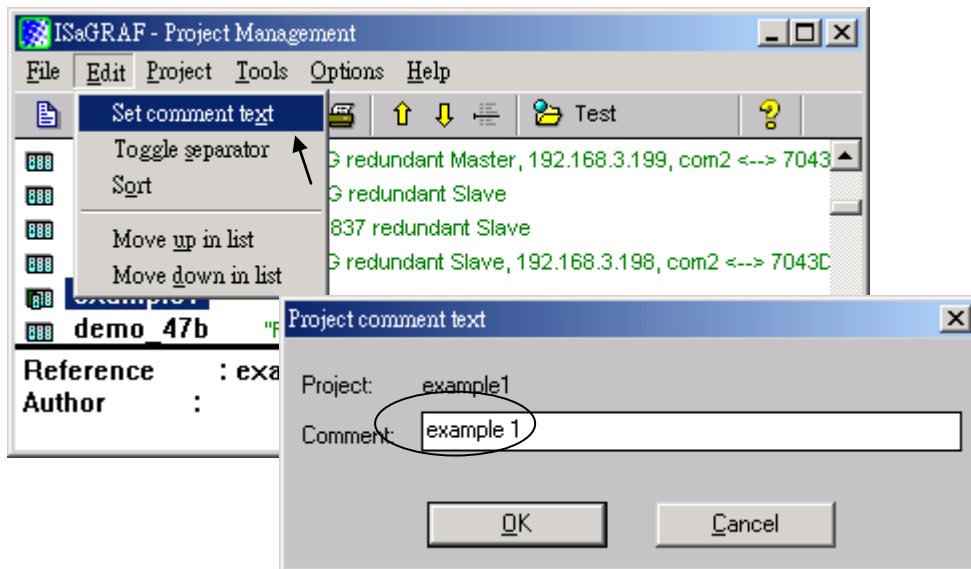 ISaGRAF - Project Management
File Edit Project Tools Options Help
Set comment text
Test
Toggle separator
Sort
Move up in list
Move down in list
G redundant Master, 192.168.3.199, com2 <--> 7043
G redundant Slave
837 redundant Slave
G redundant Slave, 192.168.3.198, com2 <--> 7043D
example1
demo_47b "F
Reference : exa
Author :
Project comment text
Project: example1
Comment: example 1
OK Cancel